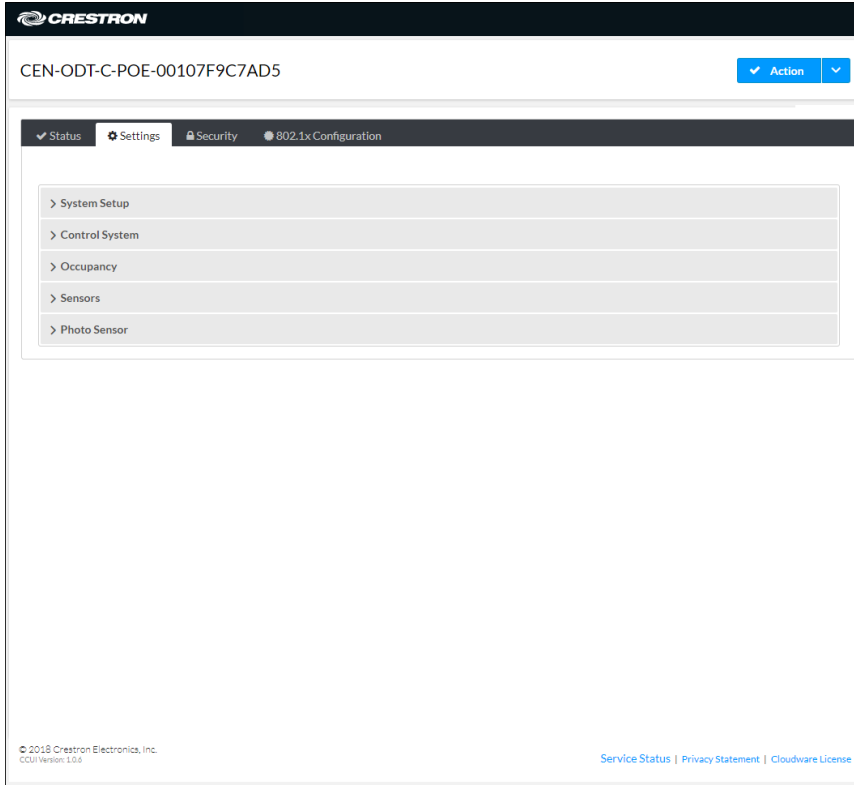 CRESTRON
CEN-ODT-C-POE-00107F9C7AD5
Action
Status Settings Security 802.1x Configuration
System Setup
Control System
Occupancy
Sensors
Photo Sensor
© 2018 Crestron Electronics, Inc.
CCUI Version: 1.0.6
Service Status | Privacy Statement | Cloudware License